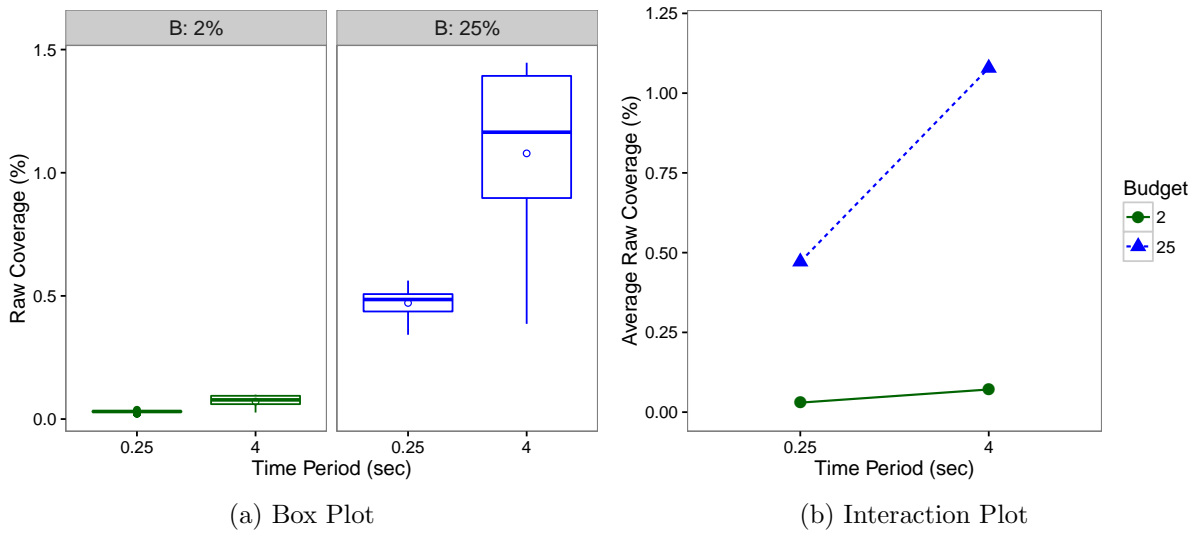 B: 2%
B: 25%
1.5
1.0
0.5
0.0
Raw Coverage (%)
0.25
4
0.25
4
Time Period (sec)
(a) Box Plot
1.25
1.00
0.75
0.50
0.25
0.00
Average Raw Coverage (%)
0.25
4
Time Period (sec)
Budget
2
25
(b) Interaction Plot